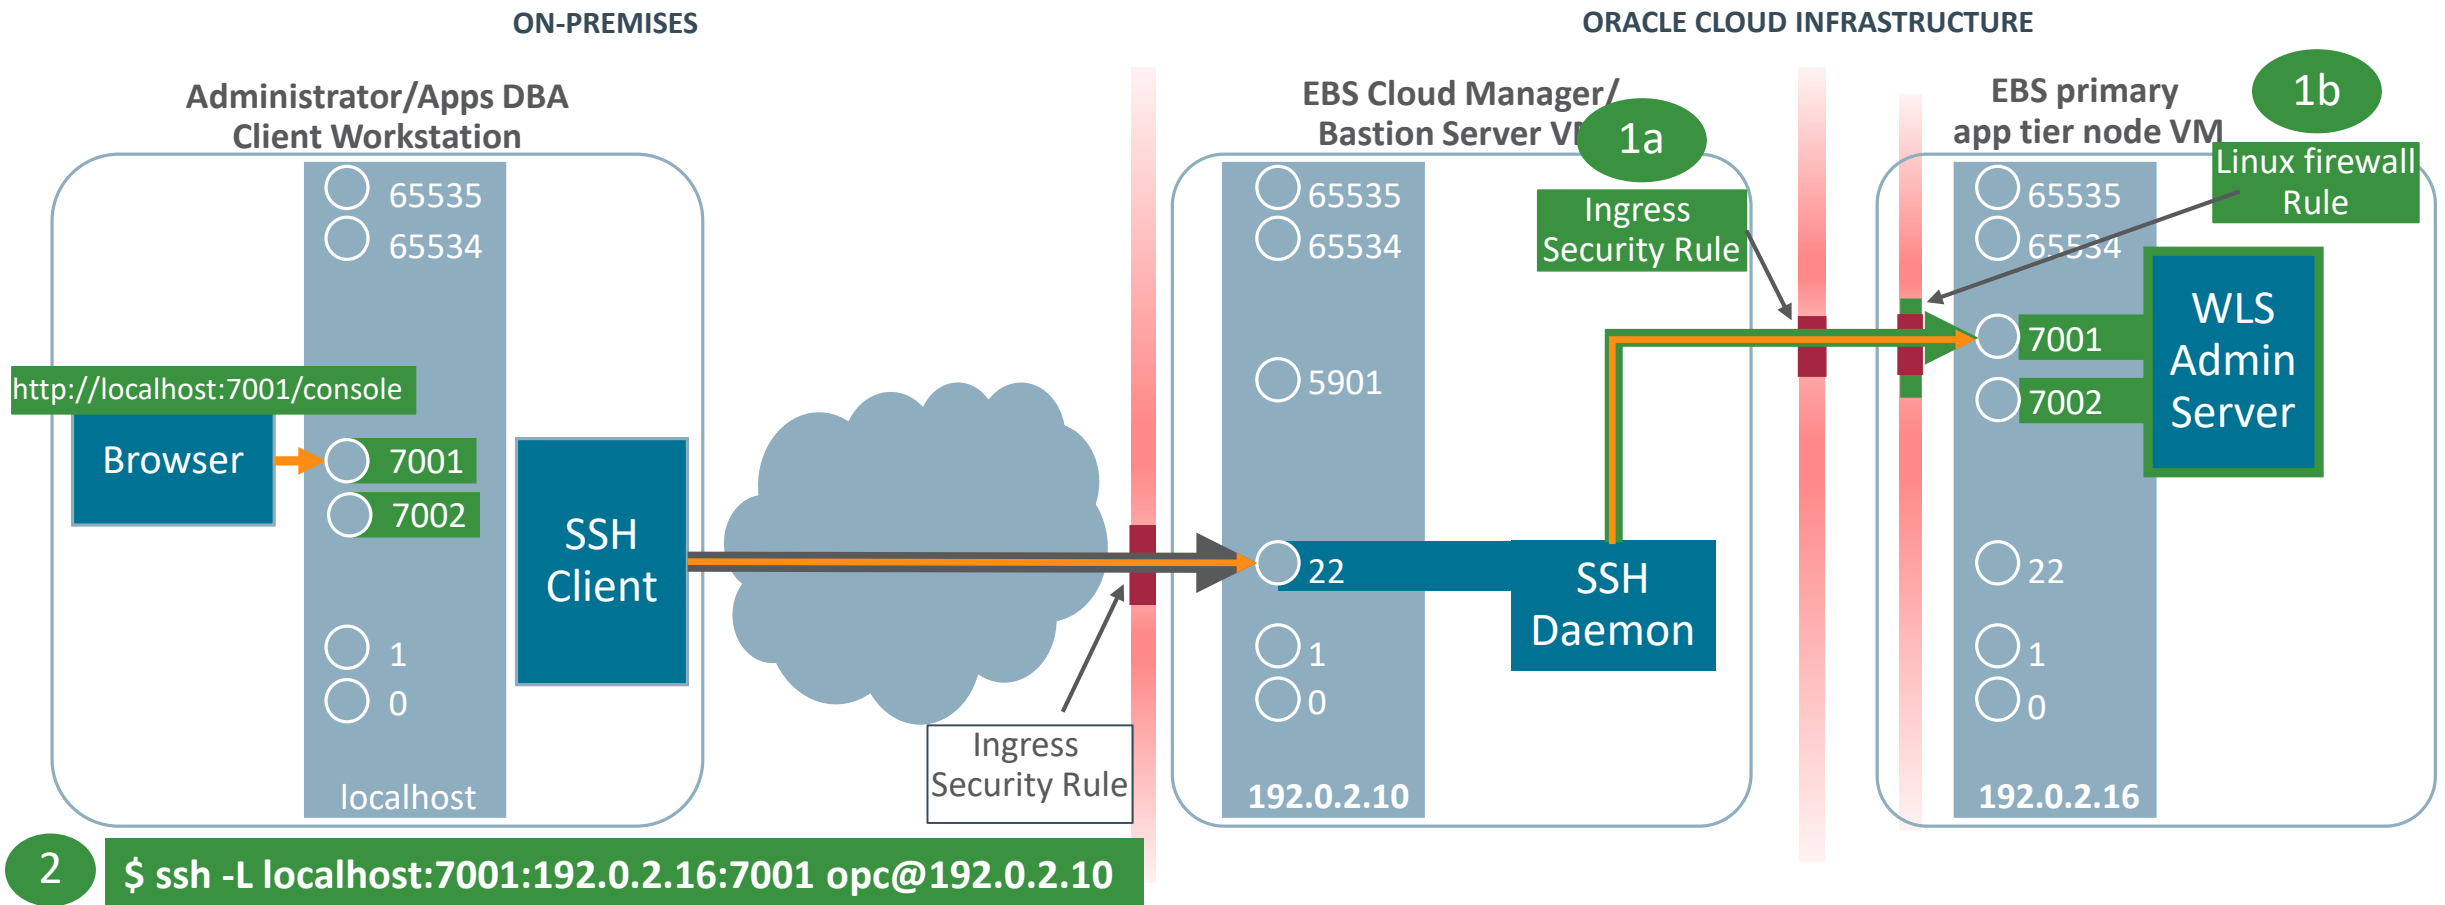 ON-PREMISES
ORACLE CLOUD INFRASTRUCTURE
Administrator/Apps DBA
Client Workstation
65535
65534
http://localhost:7001/console
Browser
7001
7002
SSH
Client
1
0
localhost
Ingress
Security Rule
EBS Cloud Manager/
Bastion Server
1a
65535
65534
Ingress
Security Rule
5901
22
SSH
Daemon
1
0
192.0.2.10
EBS primary
app tier node VM
1b
Linux firewall
Rule
65535
65534
WLS
Admin
Server
7001
7002
22
1
0
192.0.2.16
2
$ ssh -L localhost:7001:192.0.2.16:7001 opc@192.0.2.10